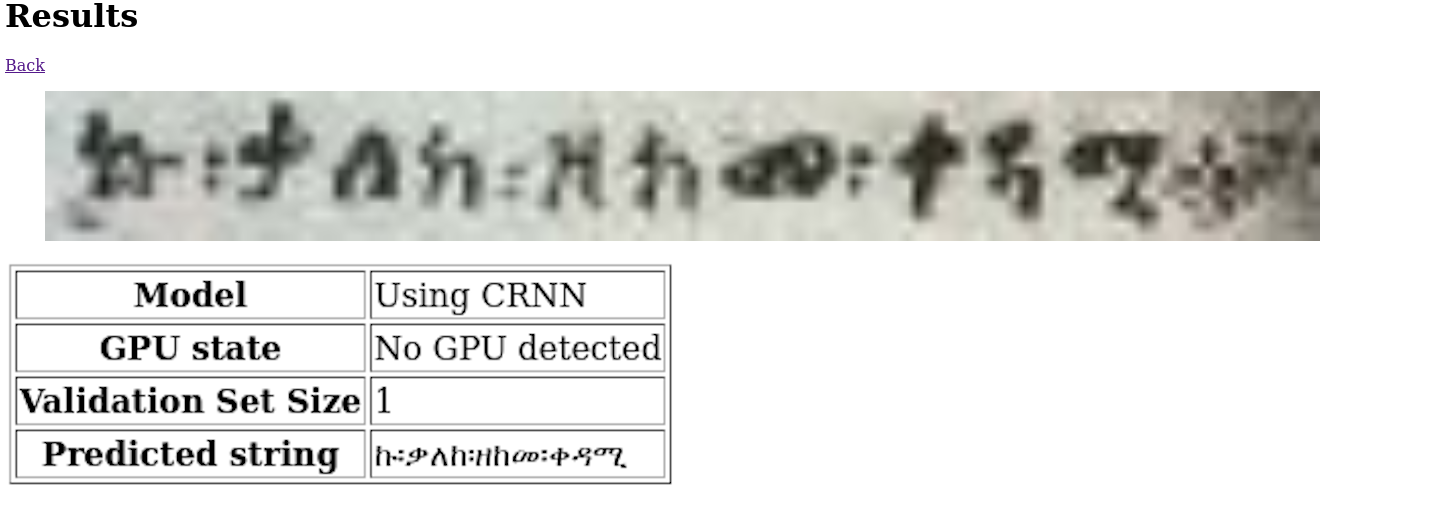 Results
Back
ኩ፡ቃለከ፡ዘከመ፡ቀዳሚ
Model Using CRNN
GPU state No GPU detected
Validation Set Size 1
Predicted string ኩ፡ቃለከ፡ዘከመ፡ቀዳሚ